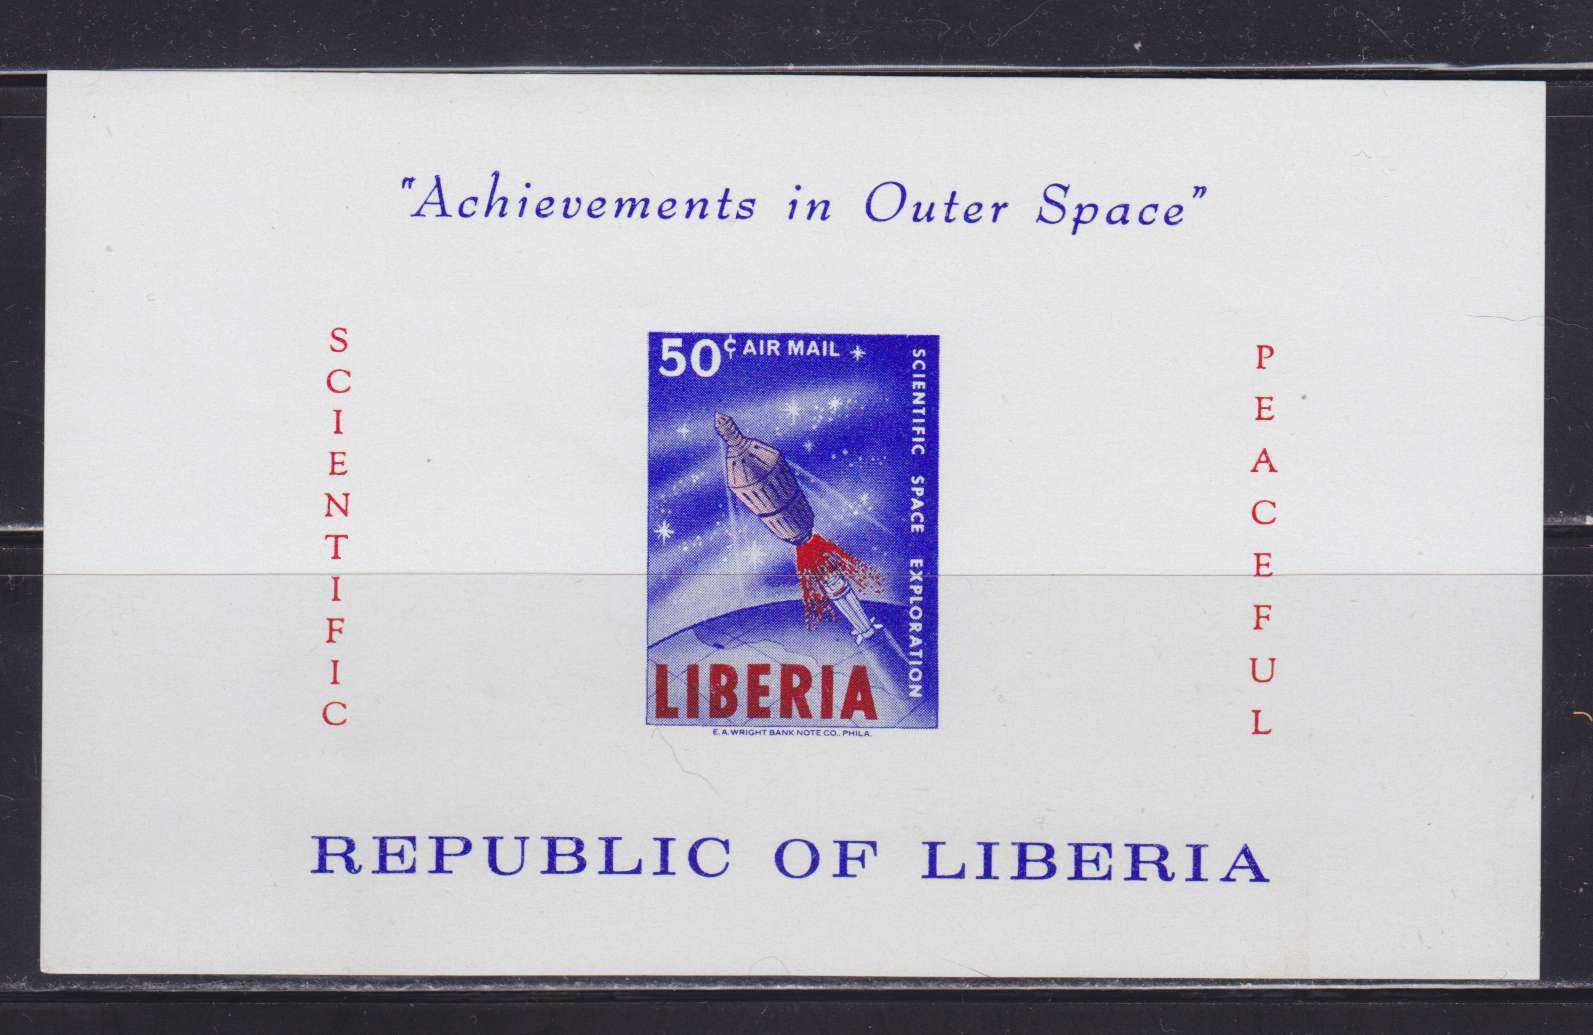 "Achievements in Outer Space"
SCIENTIFIC
50¢ AIR MAIL
SCIENTIFIC SPACE EXPLORATION
LIBERIA
E.A. WRIGHT BANK NOTE CO., PHILA.
PEACEFUL
REPUBLIC OF LIBERIA